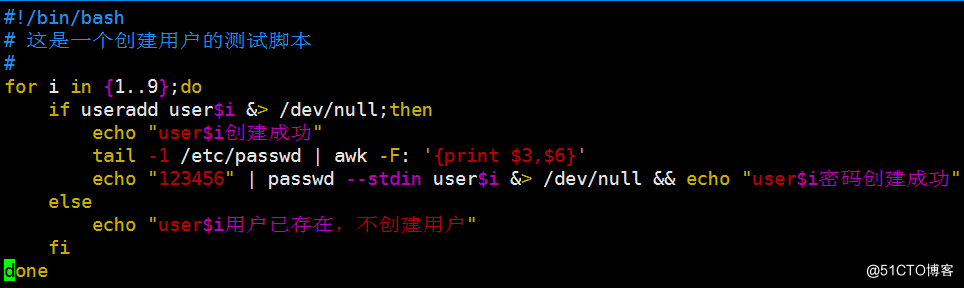 #!/bin/bash
# 这是一个创建用户的测试脚本
#
for i in {1..9};do
    if useradd user$i &> /dev/null;then
        echo "user$i创建成功"
        tail -1 /etc/passwd | awk -F: '{print $3,$6}'
        echo "123456" | passwd --stdin user$i &> /dev/null && echo "user$i密码创建成功"
    else
        echo "user$i用户已存在，不创建用户"
    fi
done
@51CTO博客